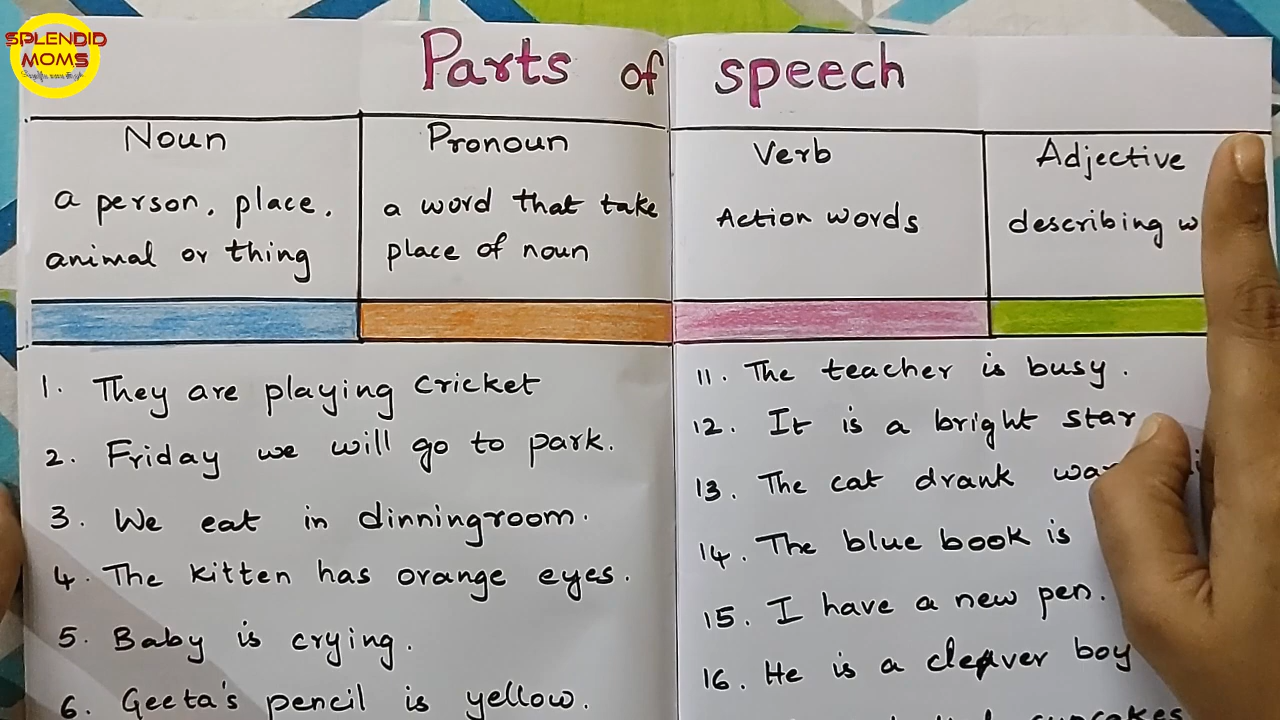 SPLENDID
MOMS
Parts of speech
Noun
a person, place,
animal or thing
Pronoun
a word that take
place of noun
Verb
Action words
Adjective
describing w
1. They are playing cricket
2. Friday we will go to park.
3. We eat in dinningroom.
4. The kitten has orange eyes.
5. Baby is crying.
6. Geeta's pencil is yellow.
11. The teacher is busy.
12. It is a bright star
13. The cat drank
14. The blue book is
15. I have a new pen.
16. He is a clever boy
cupcakes